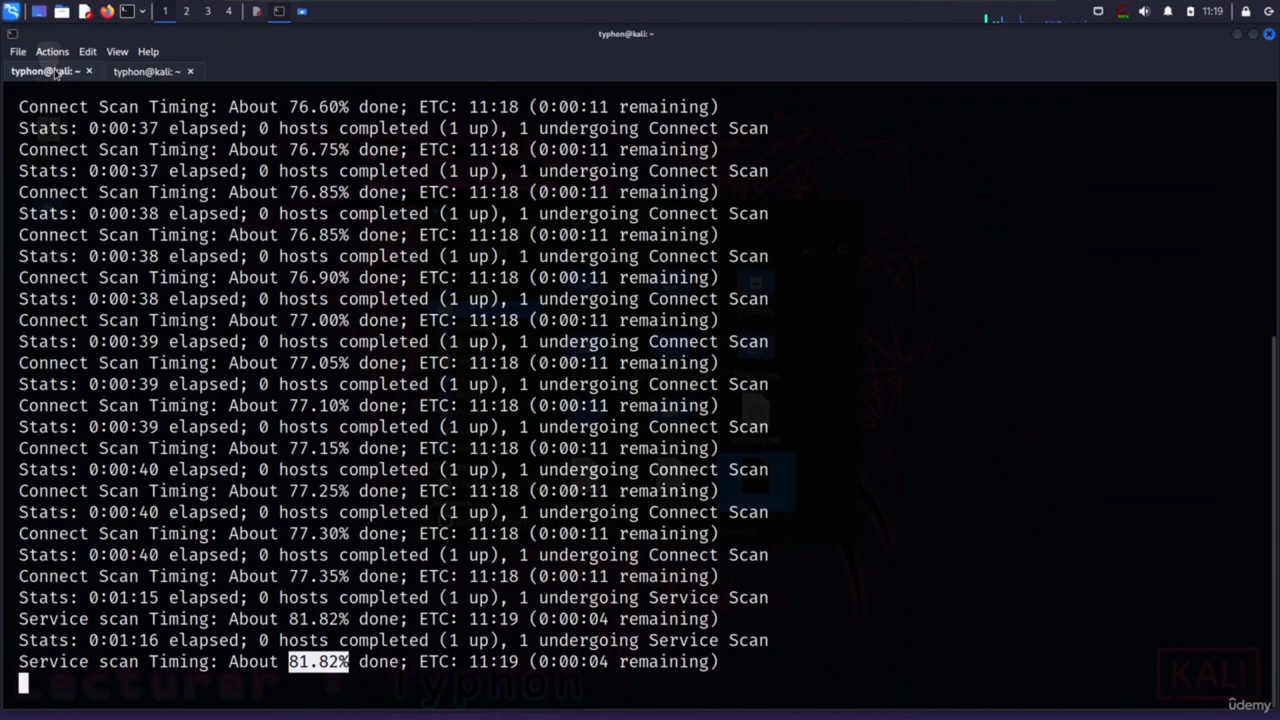 1 2 3 4 11:19
typhon@kali: ~
File Actions Edit View Help
typhon@kali: ~ × typhon@kali: ~ ×
Connect Scan Timing: About 76.60% done; ETC: 11:18 (0:00:11 remaining)
Stats: 0:00:37 elapsed; 0 hosts completed (1 up), 1 undergoing Connect Scan
Connect Scan Timing: About 76.75% done; ETC: 11:18 (0:00:11 remaining)
Stats: 0:00:37 elapsed; 0 hosts completed (1 up), 1 undergoing Connect Scan
Connect Scan Timing: About 76.85% done; ETC: 11:18 (0:00:11 remaining)
Stats: 0:00:38 elapsed; 0 hosts completed (1 up), 1 undergoing Connect Scan
Connect Scan Timing: About 76.85% done; ETC: 11:18 (0:00:11 remaining)
Stats: 0:00:38 elapsed; 0 hosts completed (1 up), 1 undergoing Connect Scan
Connect Scan Timing: About 76.90% done; ETC: 11:18 (0:00:11 remaining)
Stats: 0:00:38 elapsed; 0 hosts completed (1 up), 1 undergoing Connect Scan
Connect Scan Timing: About 77.00% done; ETC: 11:18 (0:00:11 remaining)
Stats: 0:00:39 elapsed; 0 hosts completed (1 up), 1 undergoing Connect Scan
Connect Scan Timing: About 77.05% done; ETC: 11:18 (0:00:11 remaining)
Stats: 0:00:39 elapsed; 0 hosts completed (1 up), 1 undergoing Connect Scan
Connect Scan Timing: About 77.10% done; ETC: 11:18 (0:00:11 remaining)
Stats: 0:00:39 elapsed; 0 hosts completed (1 up), 1 undergoing Connect Scan
Connect Scan Timing: About 77.15% done; ETC: 11:18 (0:00:11 remaining)
Stats: 0:00:40 elapsed; 0 hosts completed (1 up), 1 undergoing Connect Scan
Connect Scan Timing: About 77.25% done; ETC: 11:18 (0:00:11 remaining)
Stats: 0:00:40 elapsed; 0 hosts completed (1 up), 1 undergoing Connect Scan
Connect Scan Timing: About 77.30% done; ETC: 11:18 (0:00:11 remaining)
Stats: 0:00:40 elapsed; 0 hosts completed (1 up), 1 undergoing Connect Scan
Connect Scan Timing: About 77.35% done; ETC: 11:18 (0:00:11 remaining)
Stats: 0:01:15 elapsed; 0 hosts completed (1 up), 1 undergoing Service Scan
Service scan Timing: About 81.82% done; ETC: 11:19 (0:00:04 remaining)
Stats: 0:01:16 elapsed; 0 hosts completed (1 up), 1 undergoing Service Scan
Service scan Timing: About 81.82% done; ETC: 11:19 (0:00:04 remaining)
Lecturer : Typhon
KALI
ûdemy